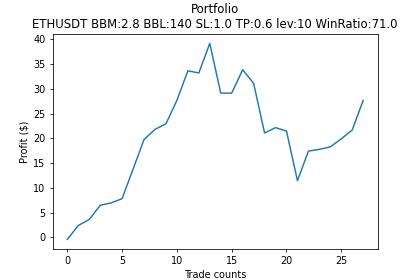 Portfolio
ETHUSDT BBM:2.8 BBL:140 SL:1.0 TP:0.6 lev:10 WinRatio:71.0
40
35
30
25
20
15
10
5
0
Profit ($)
0 5 10 15 20 25
Trade counts